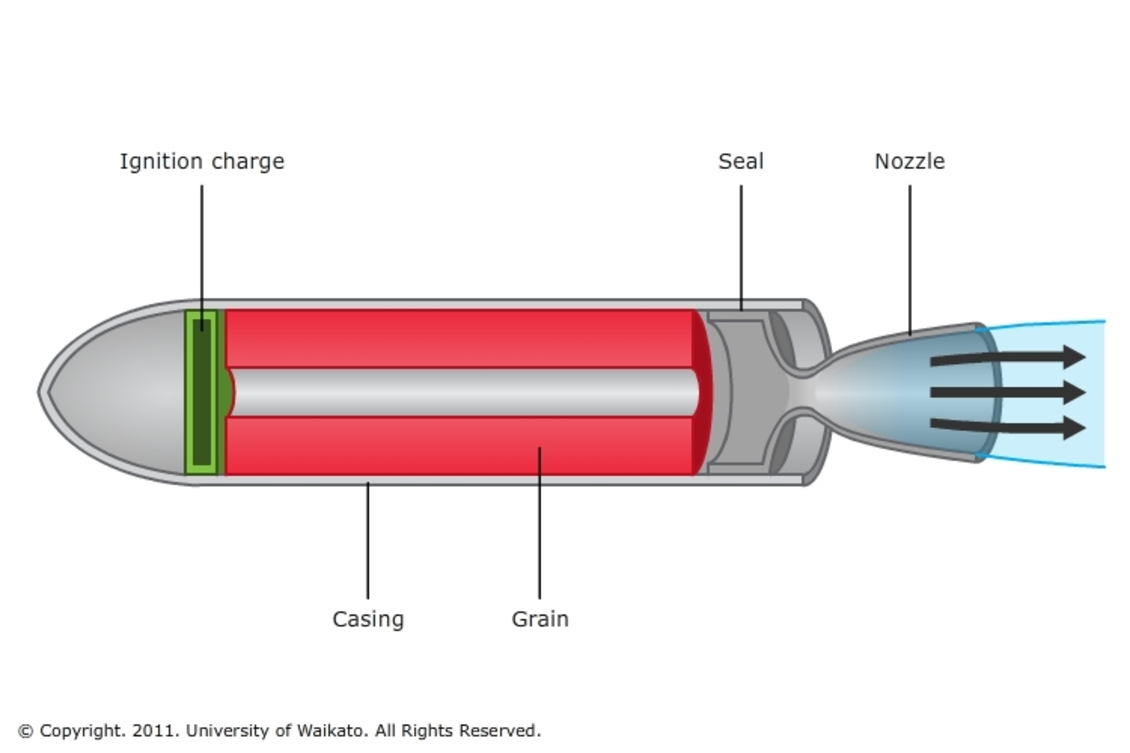 Ignition charge
Seal
Nozzle
Casing
Grain
© Copyright. 2011. University of Waikato. All Rights Reserved.